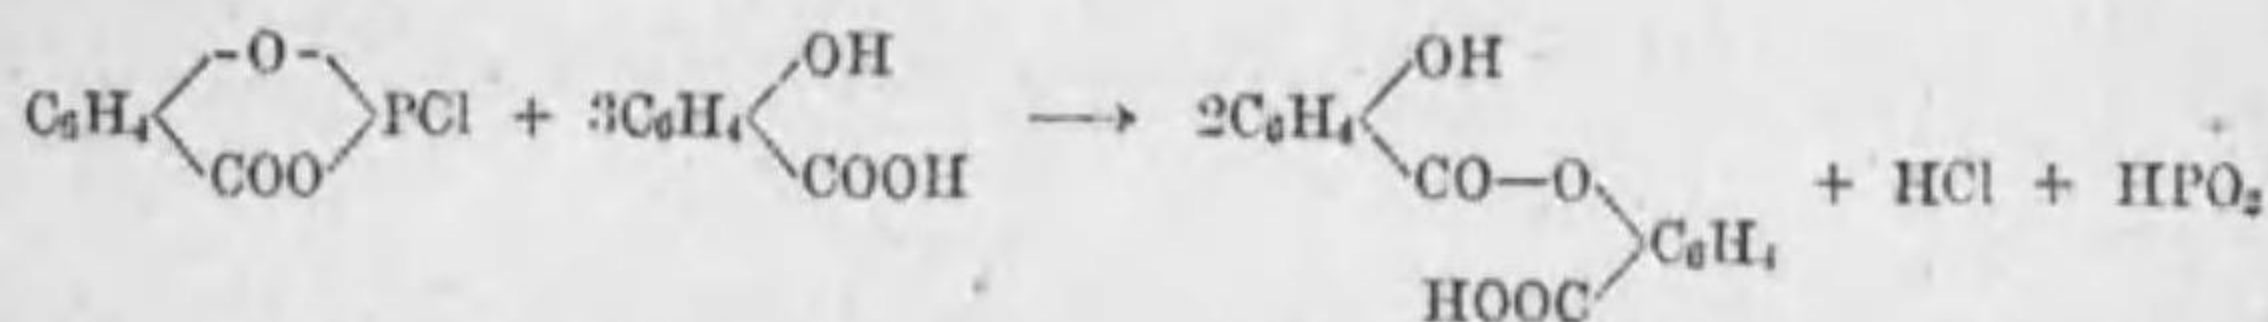 -O- OH OH
C₆H₄ PCl + 3C₆H₄ ⟶ 2C₆H₄
COO COOH CO—O + HCl + HPO₂
C₆H₄
HOOC